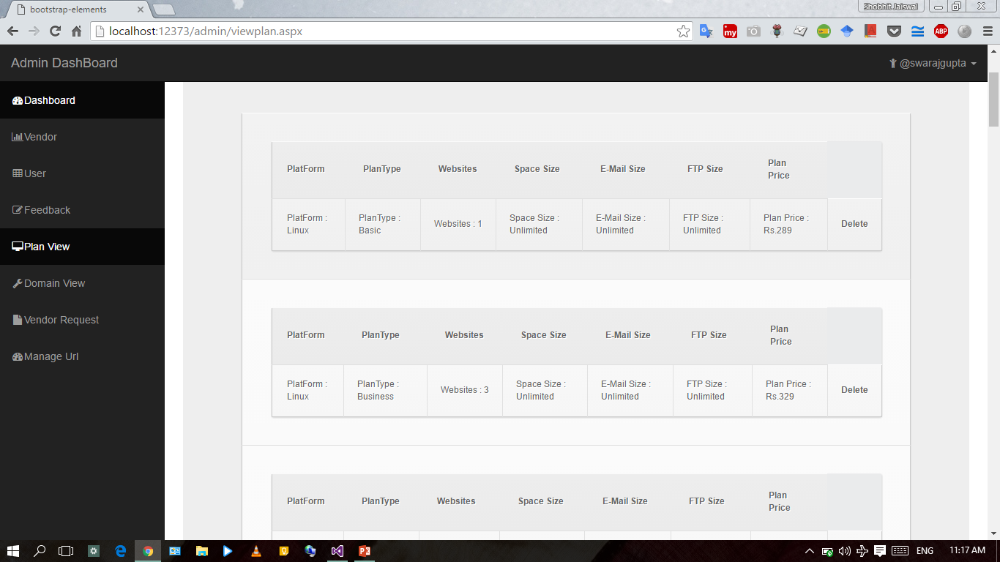 bootstrap-elements
Shobhit Jaiswal
localhost:12373/admin/viewplan.aspx
my
ABP
Admin DashBoard
@swarajgupta
Dashboard
Vendor
User
Feedback
Plan View
Domain View
Vendor Request
Manage Url
PlatForm PlanType Websites Space Size E-Mail Size FTP Size Plan Price
PlatForm : Linux PlanType : Basic Websites : 1 Space Size : Unlimited E-Mail Size : Unlimited FTP Size : Unlimited Plan Price : Rs.289 Delete
PlatForm PlanType Websites Space Size E-Mail Size FTP Size Plan Price
PlatForm : Linux PlanType : Business Websites : 3 Space Size : Unlimited E-Mail Size : Unlimited FTP Size : Unlimited Plan Price : Rs.329 Delete
PlatForm PlanType Websites Space Size E-Mail Size FTP Size Plan Price
ENG
11:17 AM